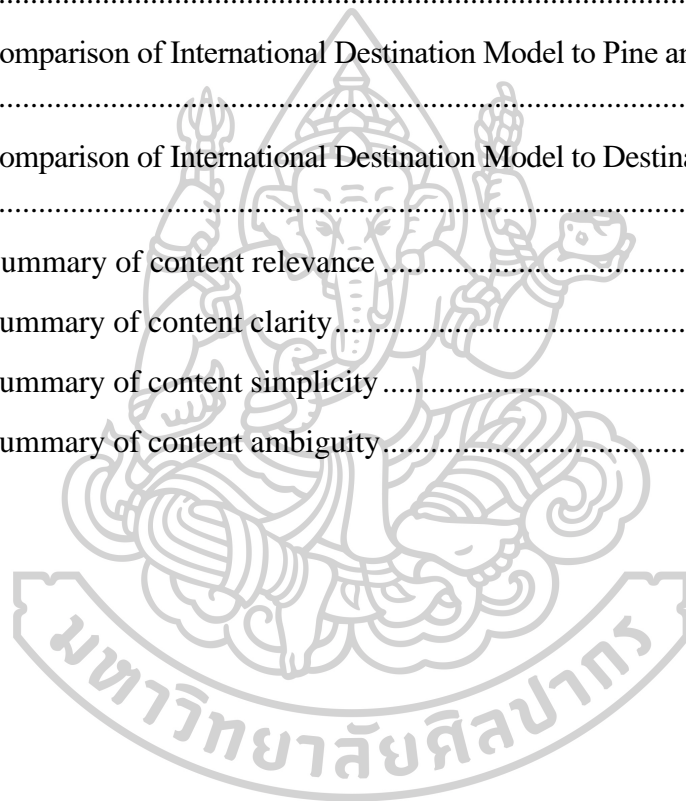 omparison of International Destination Model to Pine an
omparison of International Destination Model to Destina
ummary of content relevance ....................................
ummary of content clarity..........................................
ummary of content simplicity ....................................
ummary of content ambiguity....................................
มหาวิทยาลัยศิลปากร